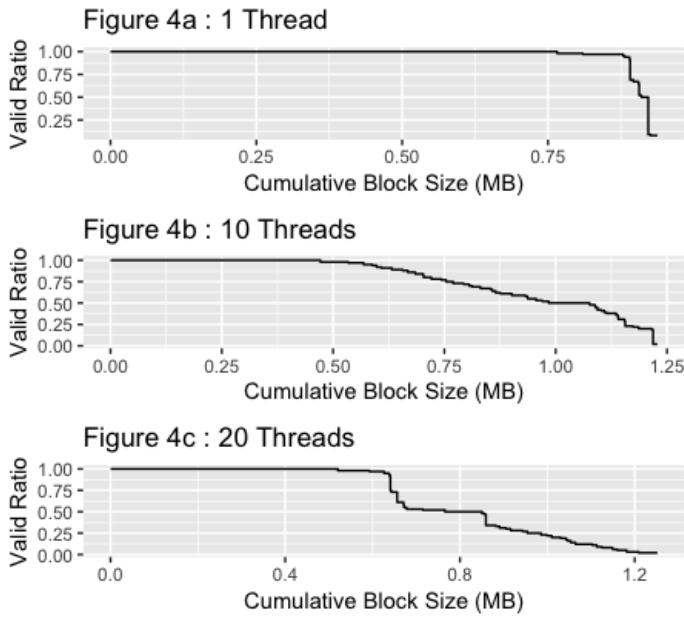 Figure 4a : 1 Thread
Valid Ratio
1.00
0.75
0.50
0.25
0.00 0.25 0.50 0.75
Cumulative Block Size (MB)
Figure 4b : 10 Threads
Valid Ratio
1.00
0.75
0.50
0.25
0.00
0.00 0.25 0.50 0.75 1.00 1.25
Cumulative Block Size (MB)
Figure 4c : 20 Threads
Valid Ratio
1.00
0.75
0.50
0.25
0.00
0.0 0.4 0.8 1.2
Cumulative Block Size (MB)